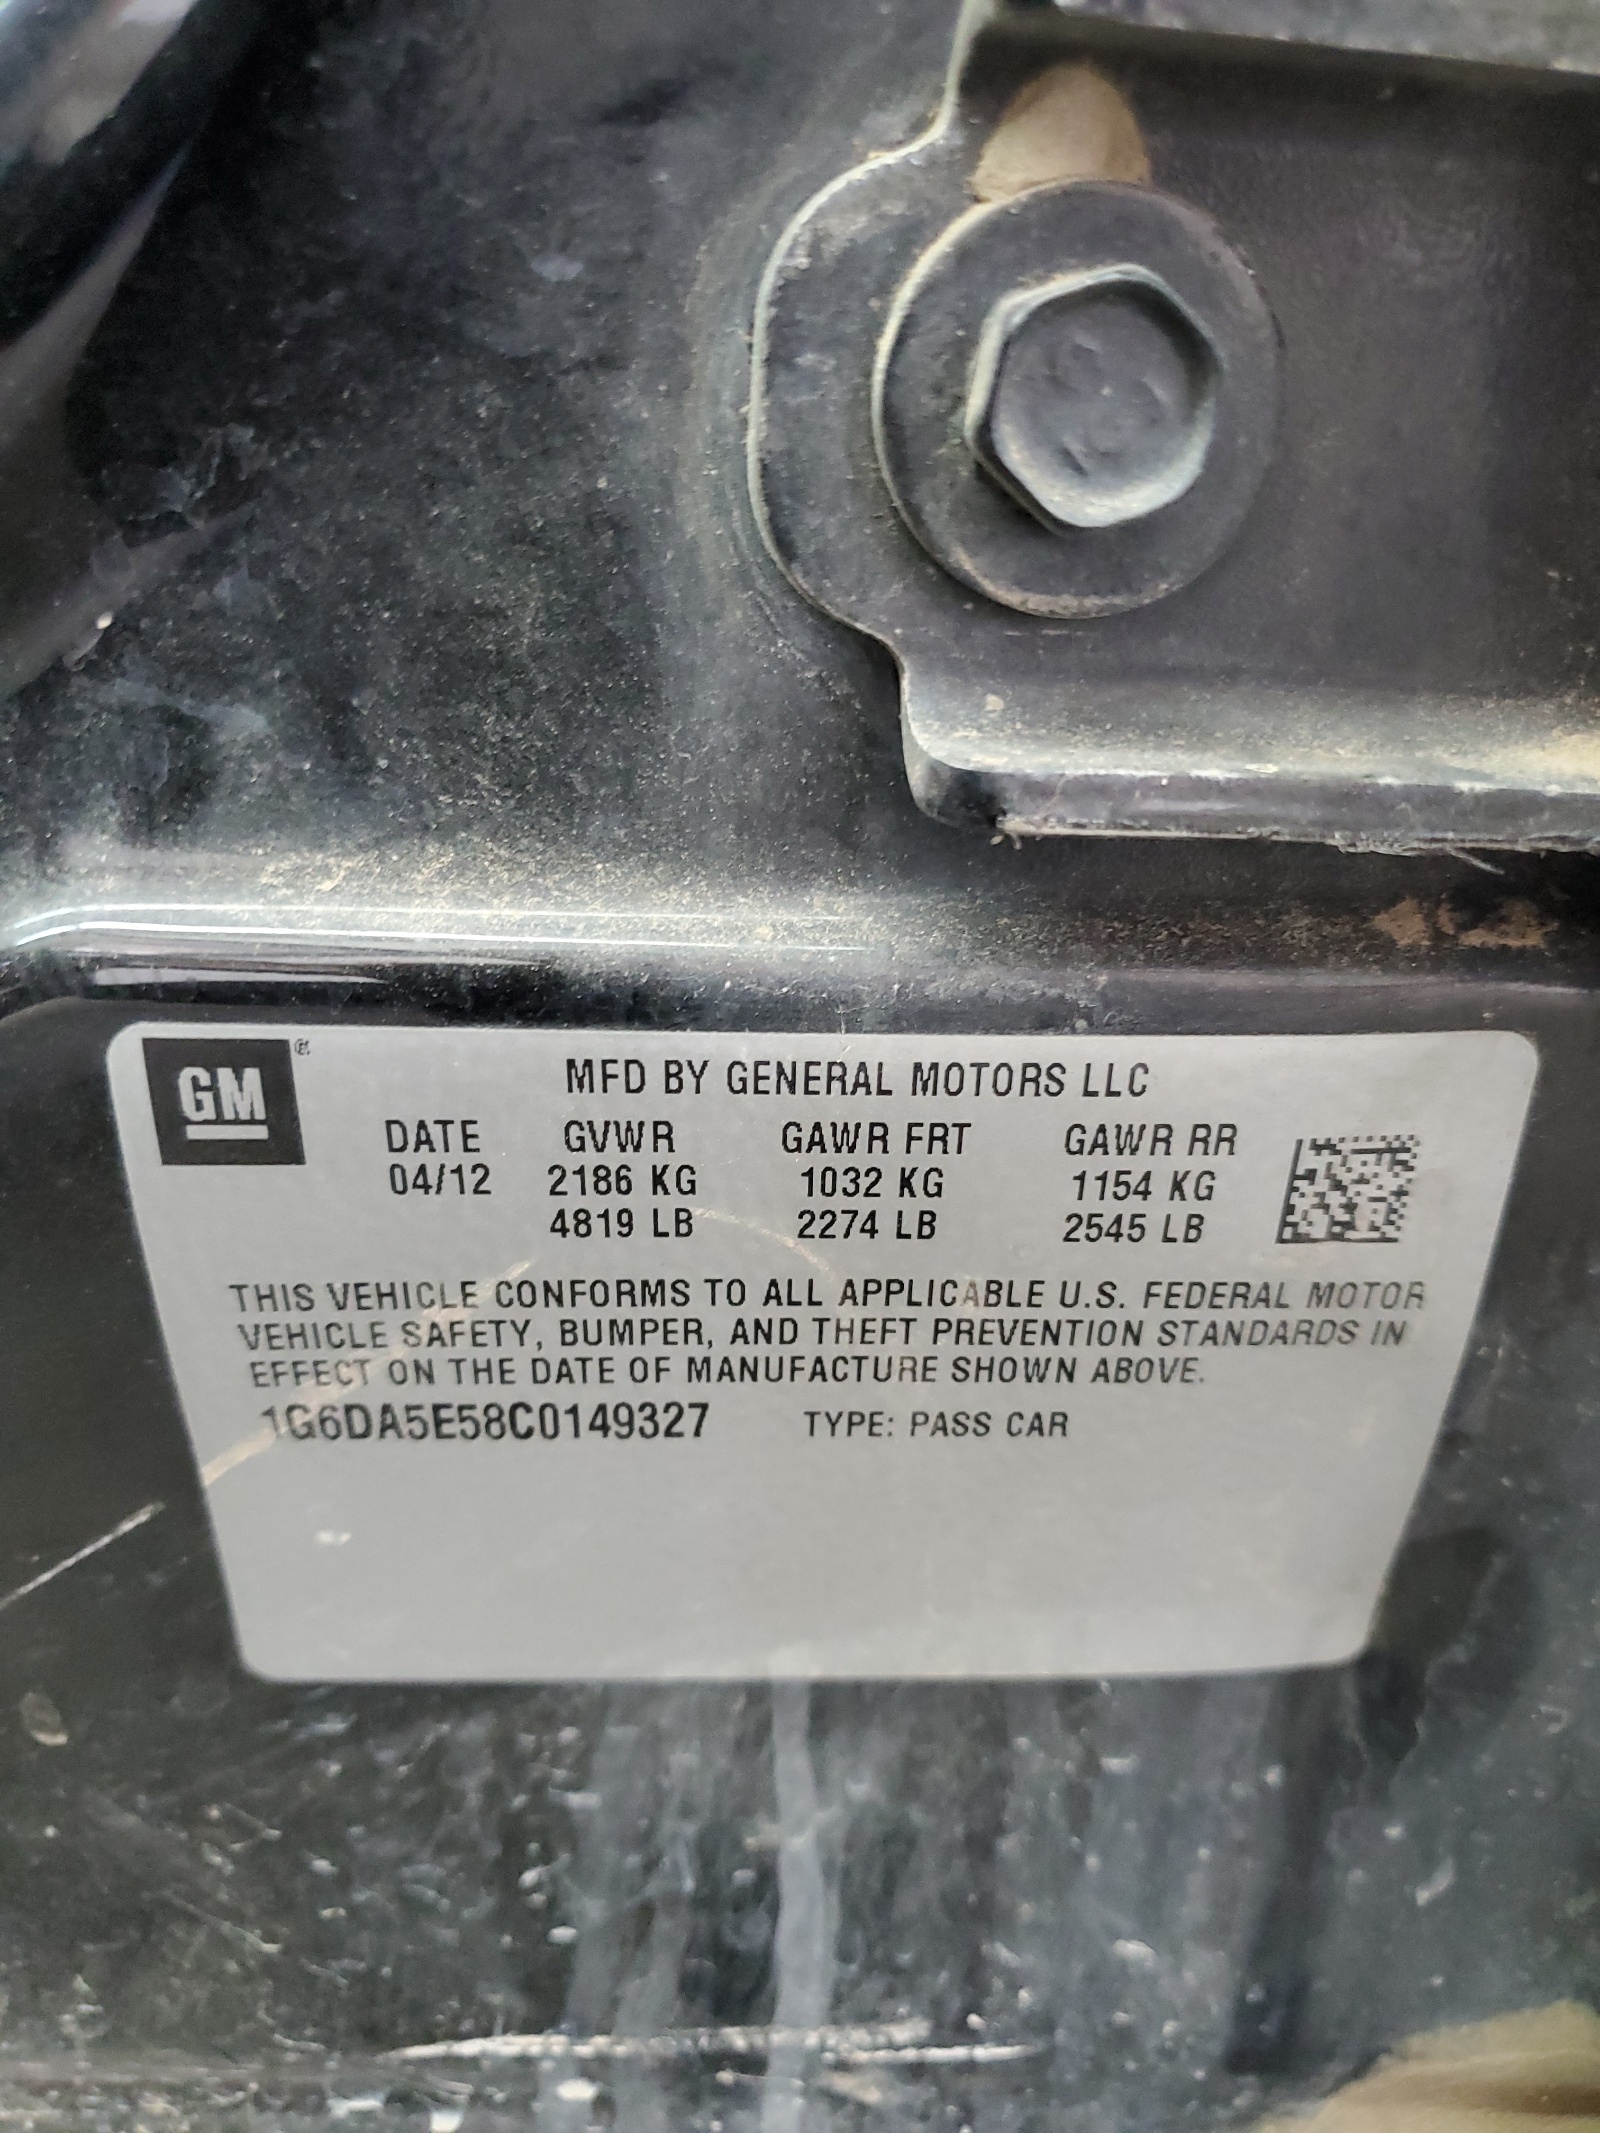 GM®
MFD BY GENERAL MOTORS LLC
DATE GVWR GAWR FRT GAWR RR
04/12 2186 KG 1032 KG 1154 KG
4819 LB 2274 LB 2545 LB
THIS VEHICLE CONFORMS TO ALL APPLICABLE U.S. FEDERAL MOTOR
VEHICLE SAFETY, BUMPER, AND THEFT PREVENTION STANDARDS IN
EFFECT ON THE DATE OF MANUFACTURE SHOWN ABOVE.
1G6DA5E58C0149327 TYPE: PASS CAR